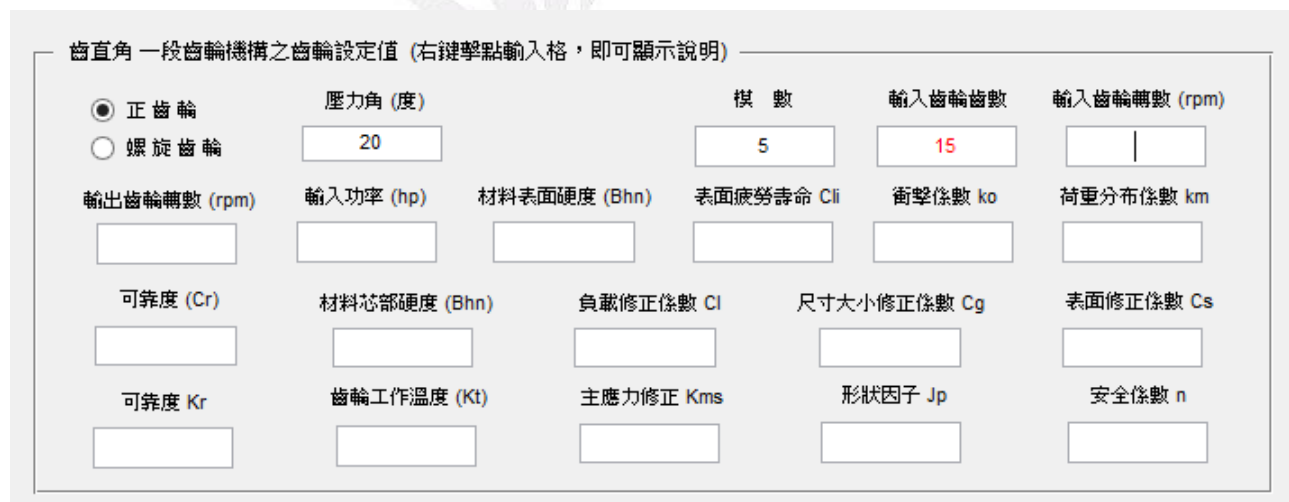 齒直角 一段齒輪機構之齒輪設定值 (右鍵擊點輸入格，即可顯示說明)
正齒輪
螺旋齒輪
壓力角 (度)
20
模 數
5
輸入齒輪齒數
15
輸入齒輪轉數 (rpm)
輸出齒輪轉數 (rpm)
輸入功率 (hp)
材料表面硬度 (Bhn)
表面疲勞壽命 Cli
衝擊係數 ko
荷重分布係數 km
可靠度 (Cr)
材料芯部硬度 (Bhn)
負載修正係數 Cl
尺寸大小修正係數 Cg
表面修正係數 Cs
可靠度 Kr
齒輪工作溫度 (Kt)
主應力修正 Kms
形狀因子 Jp
安全係數 n